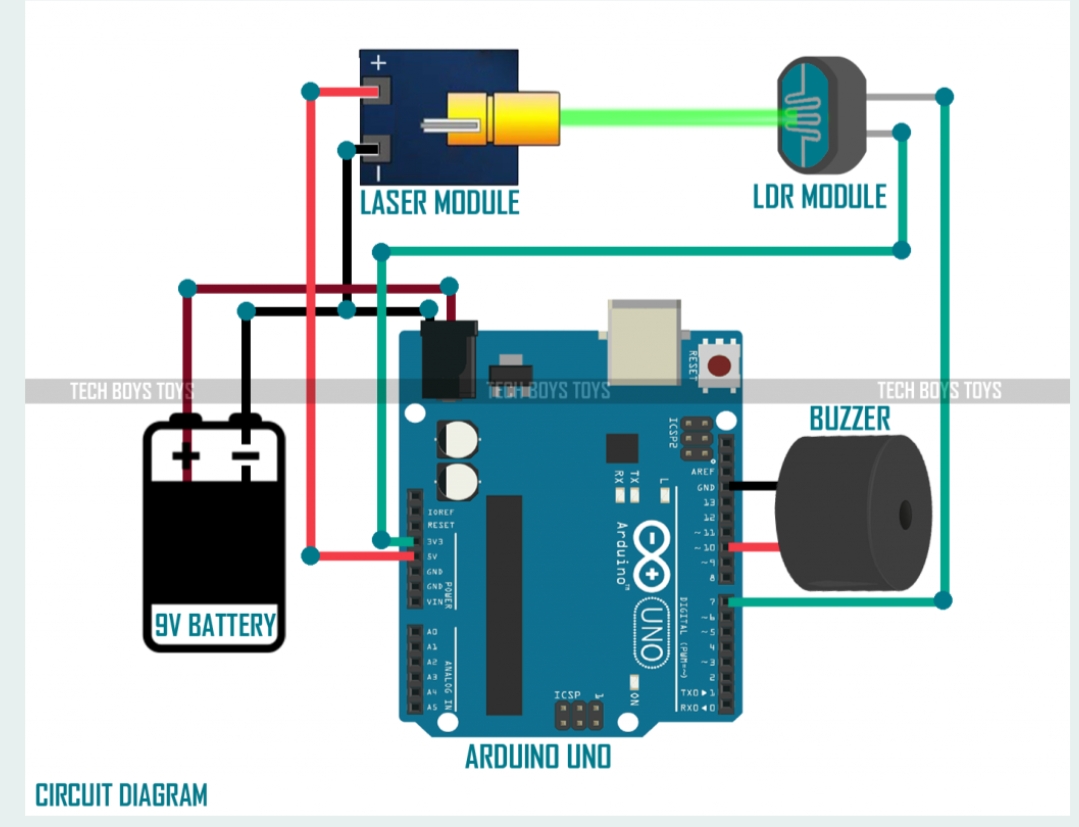 +
-
LASER MODULE
LDR MODULE
RESET
TECH BOYS TOYS
TECH BOYS TOYS
TECH BOYS TOYS
BUZZER
+ -
9V BATTERY
ICSP2
AREF
GND
13
12
~11
~10
~9
8
7
~6
~5
4
~3
2
TX0▶1
RX0◀0
DIGITAL (PWM=~)
RX
TX
L
Arduino™
- +
UNO
IOREF
RESET
3V3
5V
GND
GND
VIN
POWER
A0
A1
A2
A3
A4
A5
ANALOG IN
ICSP
ON
ARDUINO UNO
CIRCUIT DIAGRAM